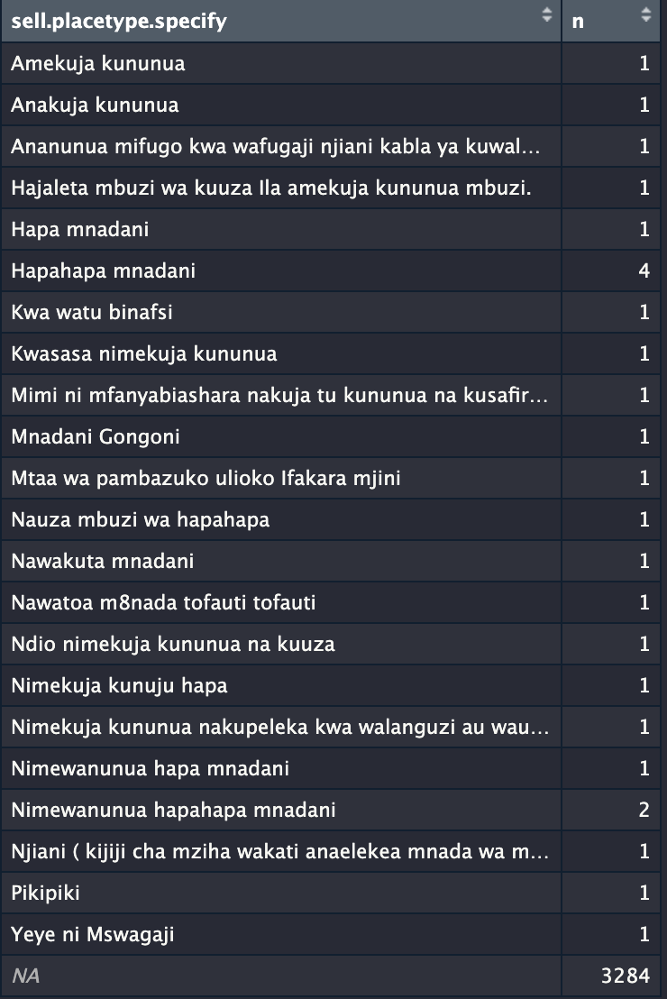 sell.placetype.specify n
Amekuja kununua 1
Anakuja kununua 1
Ananunua mifugo kwa wafugaji njiani kabla ya kuwal... 1
Hajaleta mbuzi wa kuuza Ila amekuja kununua mbuzi. 1
Hapa mnadani 1
Hapahapa mnadani 4
Kwa watu binafsi 1
Kwasasa nimekuja kununua 1
Mimi ni mfanyabiashara nakuja tu kununua na kusafir... 1
Mnadani Gongoni 1
Mtaa wa pambazuko ulioko Ifakara mjini 1
Nauza mbuzi wa hapahapa 1
Nawakuta mnadani 1
Nawatoa m8nada tofauti tofauti 1
Ndio nimekuja kununua na kuuza 1
Nimekuja kunuju hapa 1
Nimekuja kununua nakupeleka kwa walanguzi au wau... 1
Nimewanunua hapa mnadani 1
Nimewanunua hapahapa mnadani 2
Njiani ( kijiji cha mziha wakati anaelekea mnada wa m... 1
Pikipiki 1
Yeye ni Mswagaji 1
NA 3284